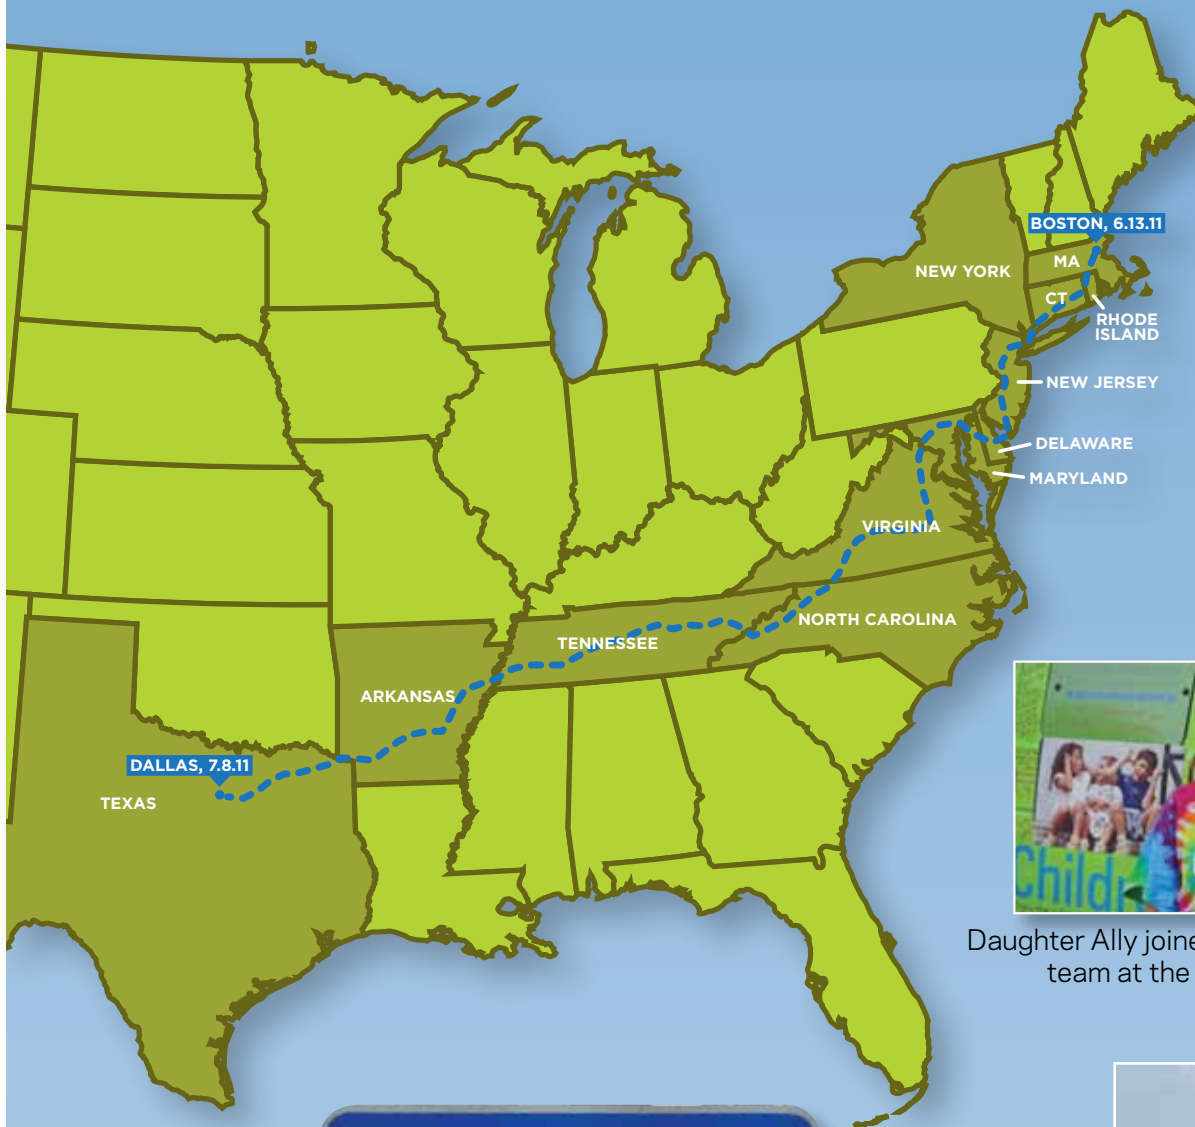 BOSTON, 6.13.11
NEW YORK
MA
CT
RHODE
ISLAND
NEW JERSEY
DELAWARE
MARYLAND
VIRGINIA
NORTH CAROLINA
TENNESSEE
ARKANSAS
DALLAS, 7.8.11
TEXAS
Childr
Daughter Ally joine
team at the